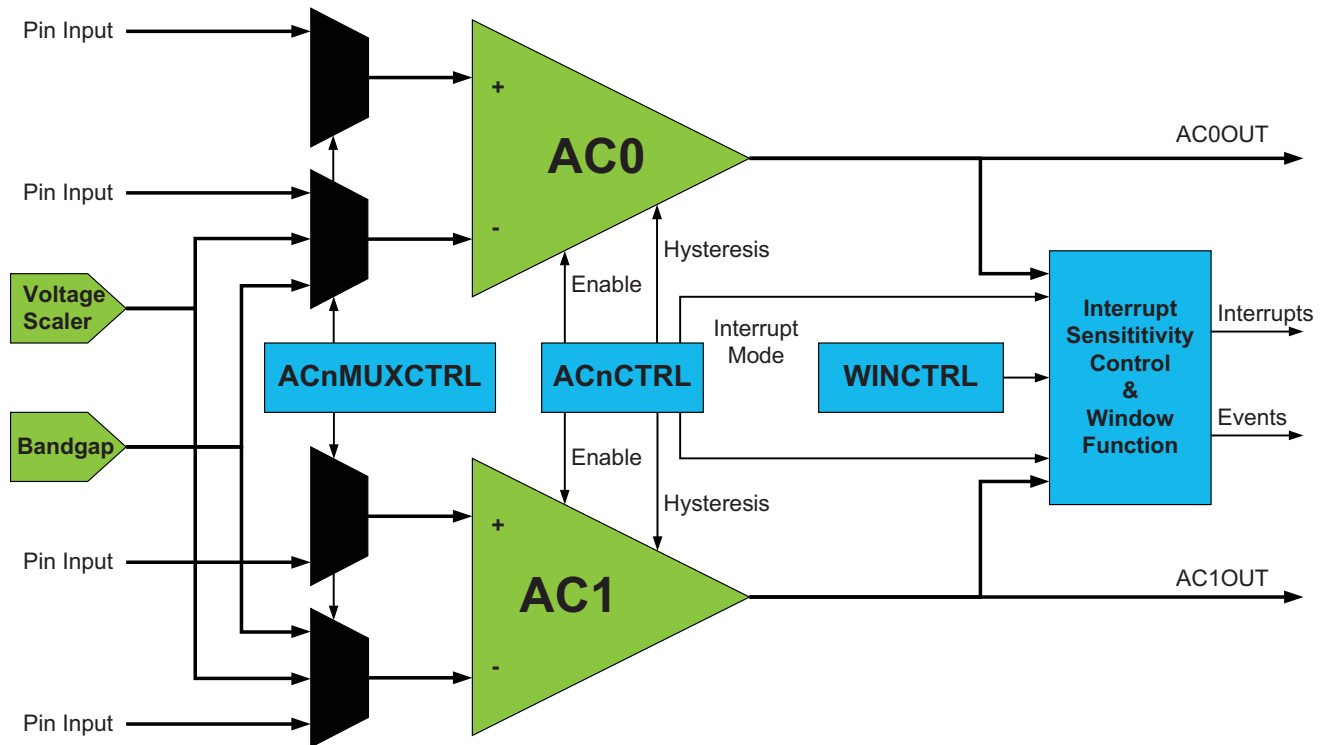 Pin Input
+
AC0
AC0OUT
Pin Input
-
Hysteresis
Enable
Voltage
Scaler
Interrupt
Mode
Interrupt
Sensititivity
Control
&
Window
Function
Interrupts
ACnMUXCTRL
ACnCTRL
WINCTRL
Events
Bandgap
Enable
Hysteresis
+
Pin Input
AC1
AC1OUT
-
Pin Input